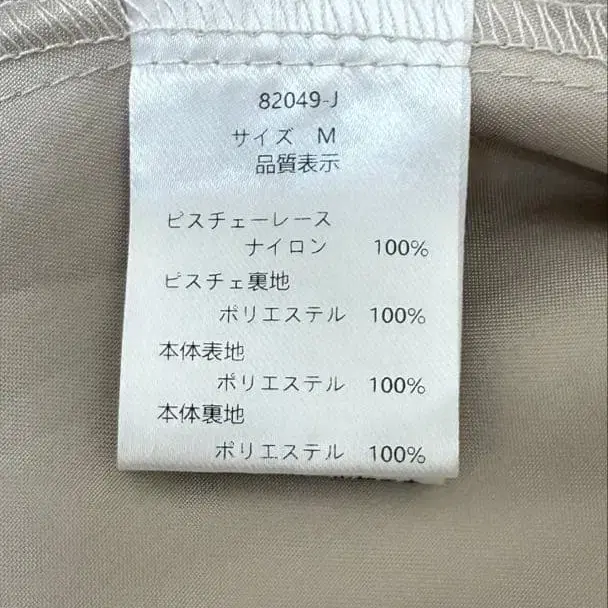 82049-J
サイズ M
品質表示
ピスチェーレース
ナイロン 100%
ピスチェ裏地
ポリエステル 100%
本体表地
ポリエステル 100%
本体裏地
ポリエステル 100%